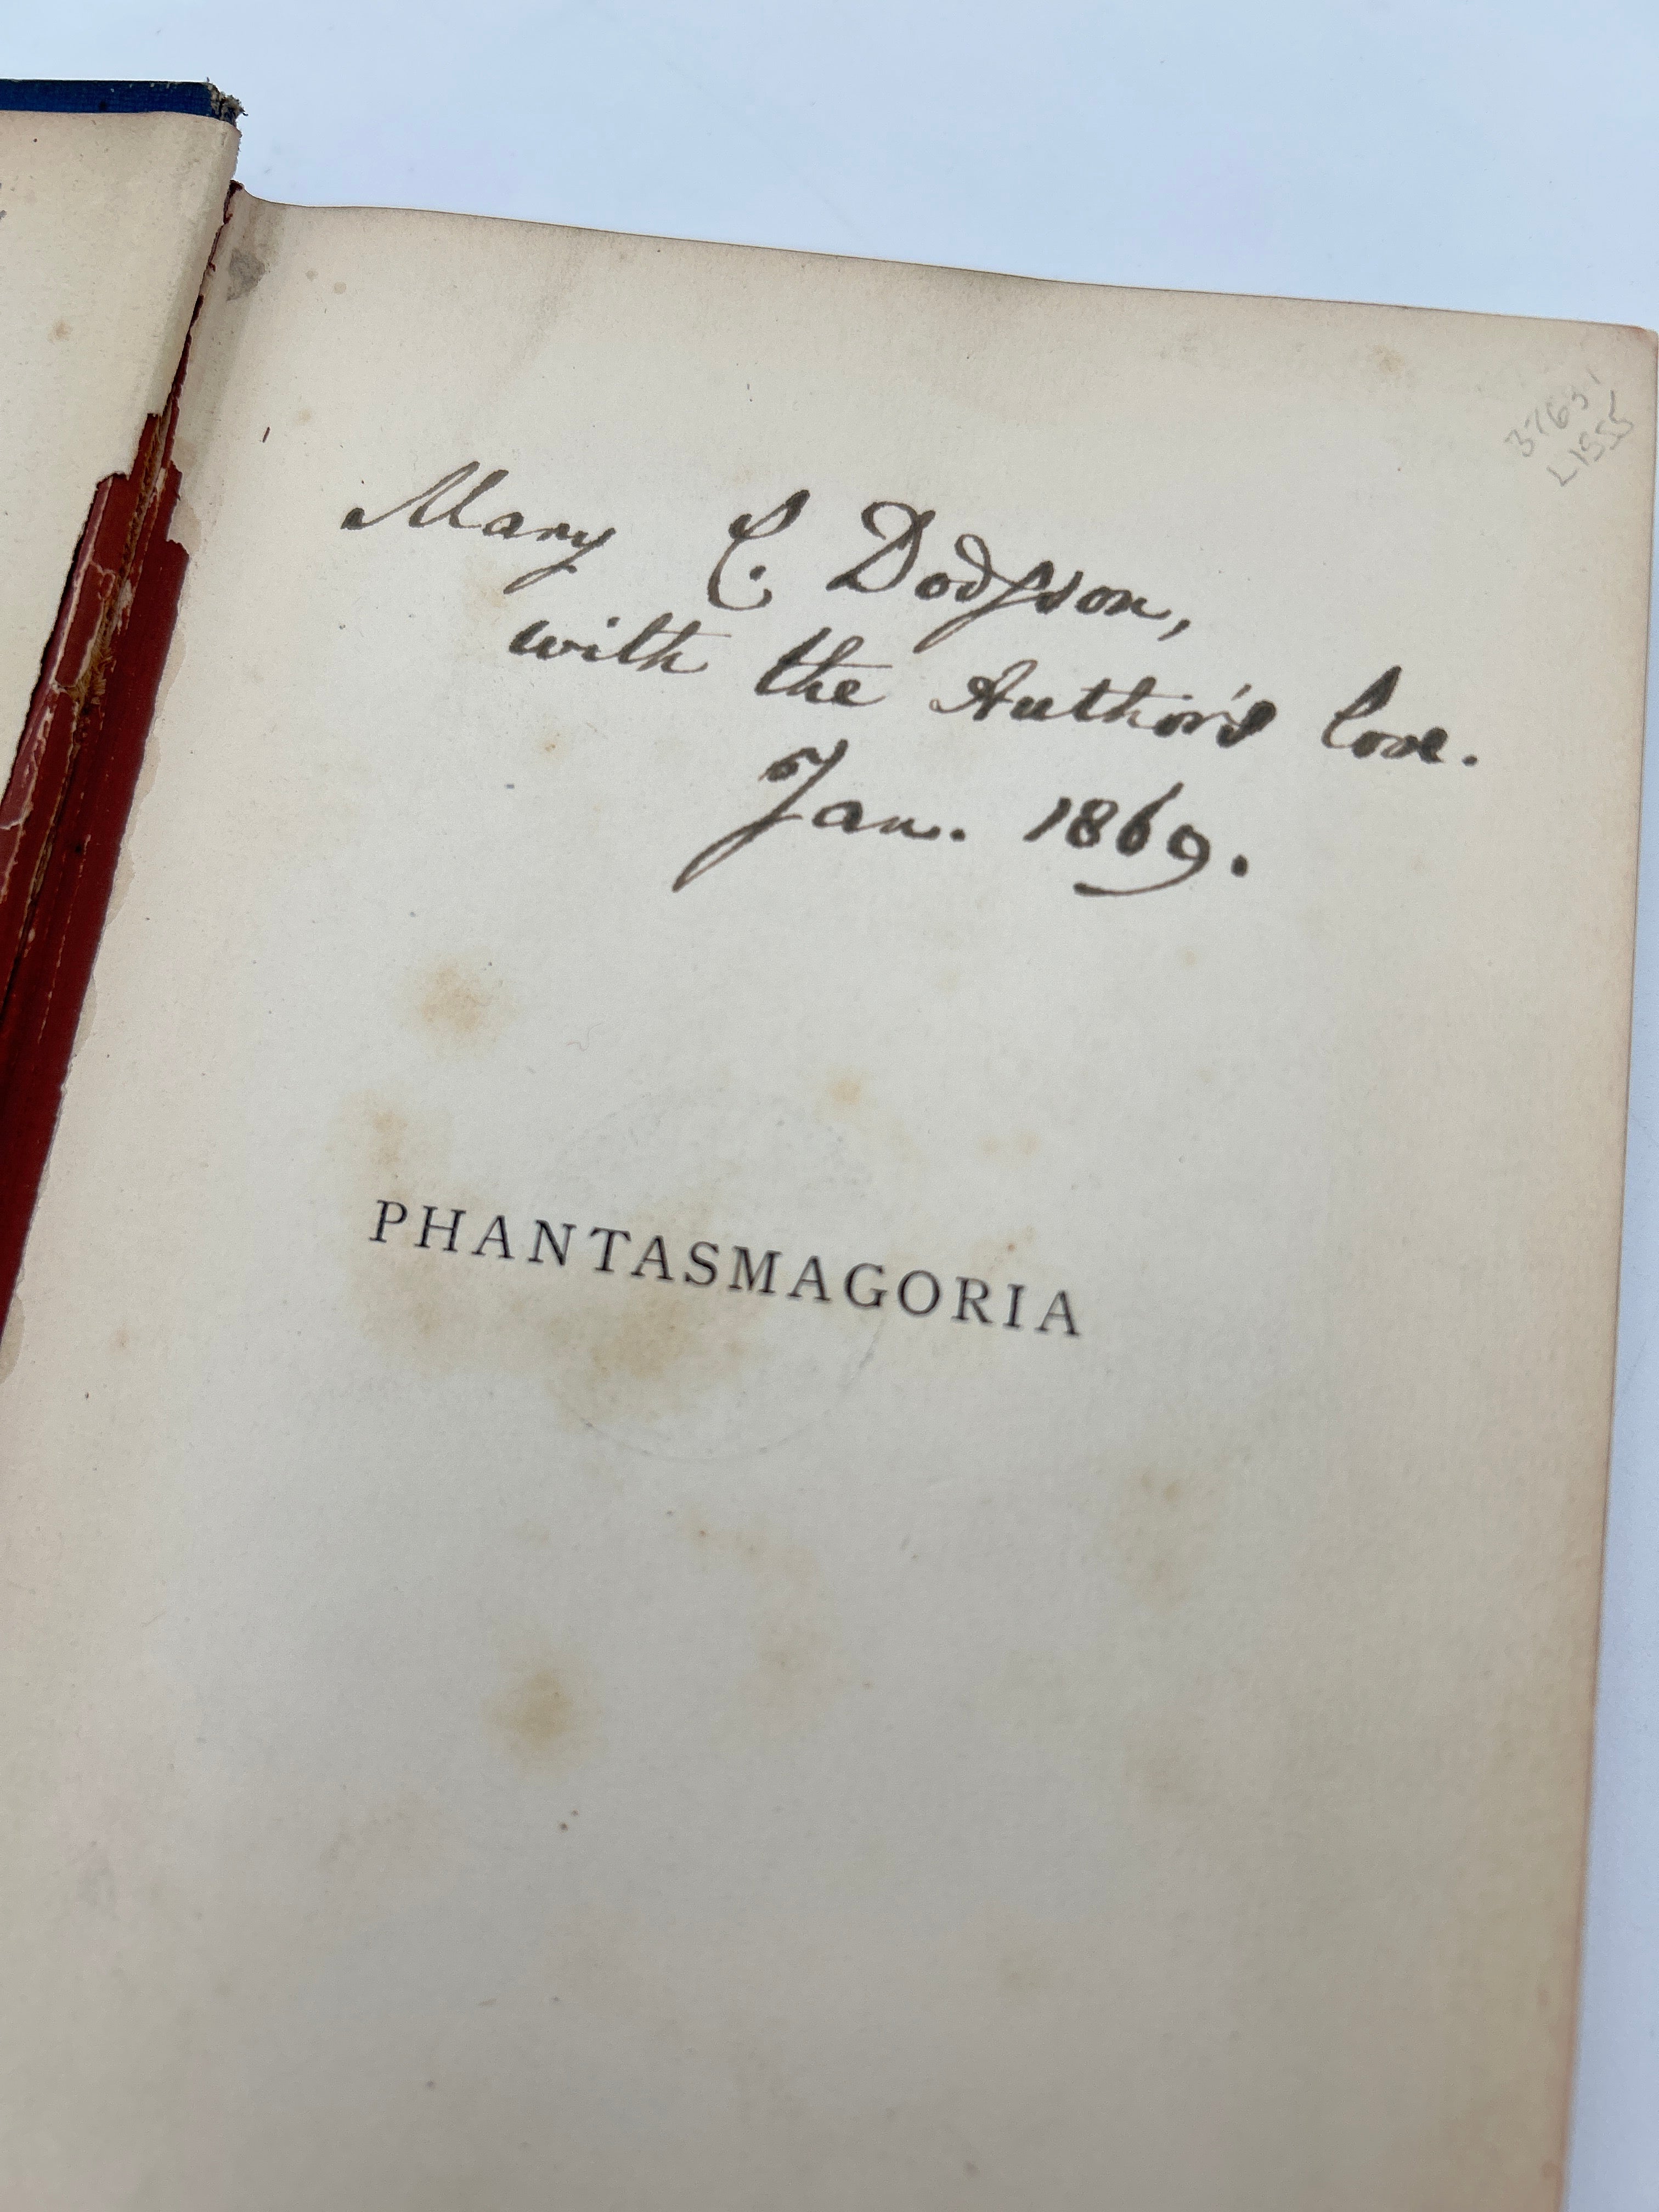 Mary C. Dodgson,
with the Author's love.
Jan. 1869.
PHANTASMAGORIA